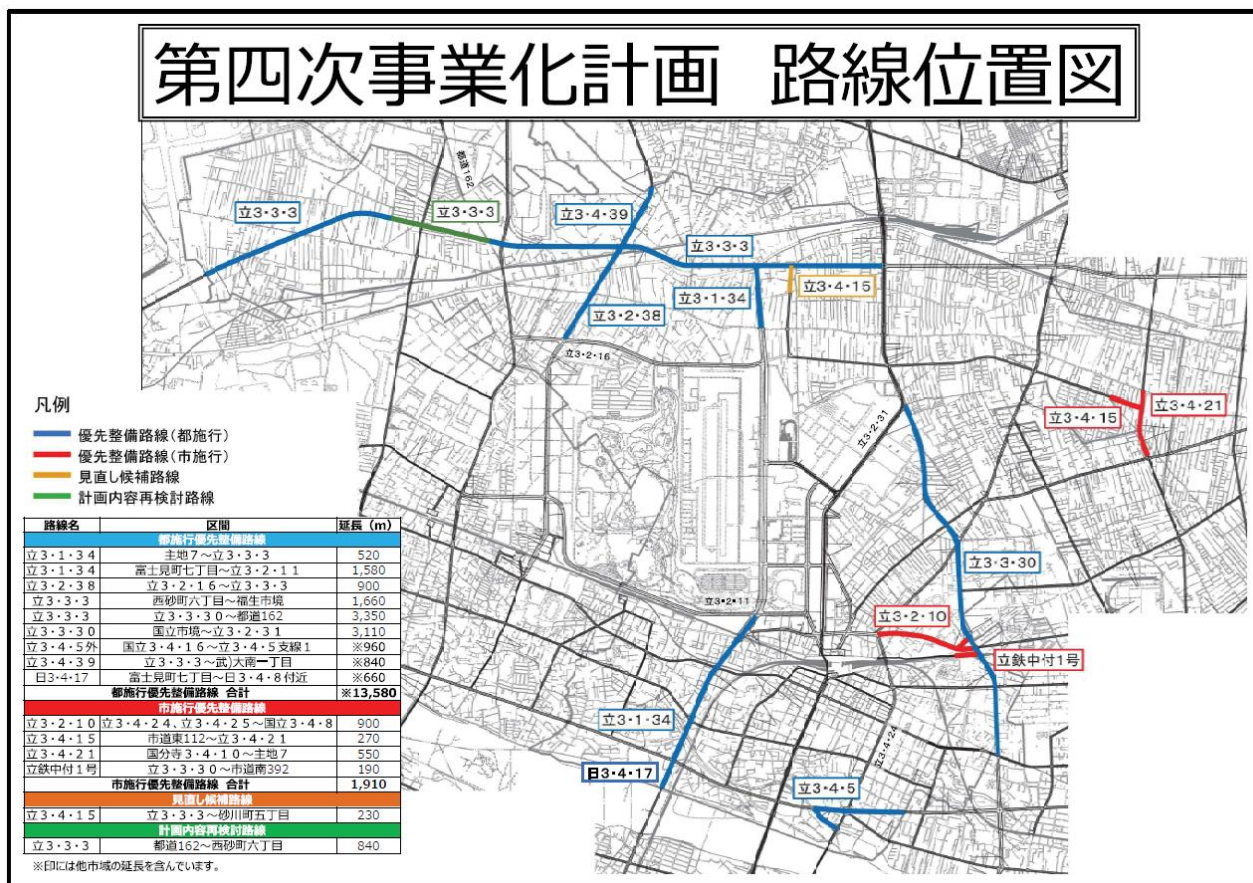 第四次事業化計画　路線位置図
都道162
立3・3・3
立3・3・3
立3・4・39
立3・3・3
立3・4・15
立3・1・34
立3・2・38
立3・2・16
立3・2・31
立3・4・15
立3・4・21
立3・3・30
立3・2・11
立3・2・10
立鉄中付1号
立3・1・34
立3・4・24
日3・4・17
立3・4・5
凡例
優先整備路線(都施行)
優先整備路線(市施行)
見直し候補路線
計画内容再検討路線
路線名 区間 延長（m）
都施行優先整備路線
立3・1・34 主地7～立3・3・3 520
立3・1・34 富士見町七丁目～立3・2・11 1,580
立3・2・38 立3・2・16～立3・3・3 900
立3・3・3 西砂町六丁目～福生市境 1,660
立3・3・3 立3・3・30～都道162 3,350
立3・3・30 国立市境～立3・2・31 3,110
立3・4・5外 国立3・4・16～立3・4・5支線1 ※960
立3・4・39 立3・3・3～武)大南一丁目 ※840
日3・4・17 富士見町七丁目～日3・4・8付近 ※660
都施行優先整備路線 合計 ※13,580
市施行優先整備路線
立3・2・10 立3・4・24、立3・4・25～国立3・4・8 900
立3・4・15 市道東112～立3・4・21 270
立3・4・21 国分寺3・4・10～主地7 550
立鉄中付1号 立3・3・30～市道南392 190
市施行優先整備路線 合計 1,910
見直し候補路線
立3・4・15 立3・3・3～砂川町五丁目 230
計画内容再検討路線
立3・3・3 都道162～西砂町六丁目 840
※印には他市域の延長を含んでいます。